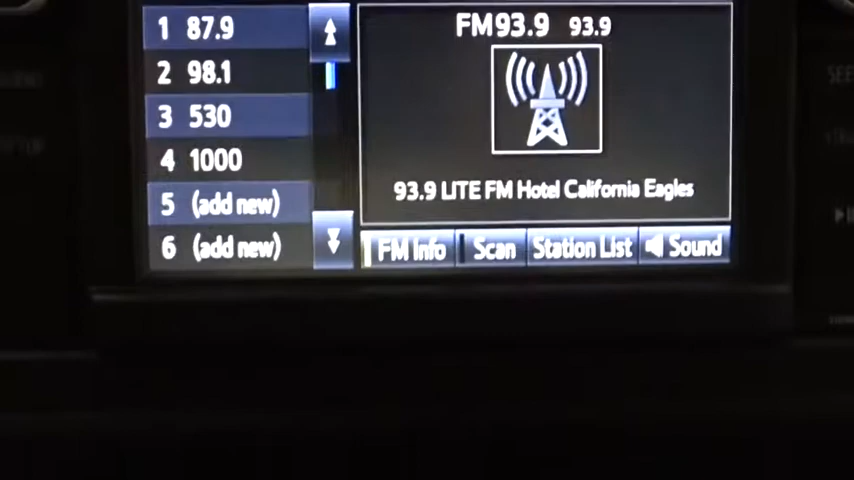 1 87.9
2 98.1
3 530
4 1000
5 (add new)
6 (add new)
FM93.9 93.9
93.9 LITE FM Hotel California Eagles
FM Info Scan Station List Sound